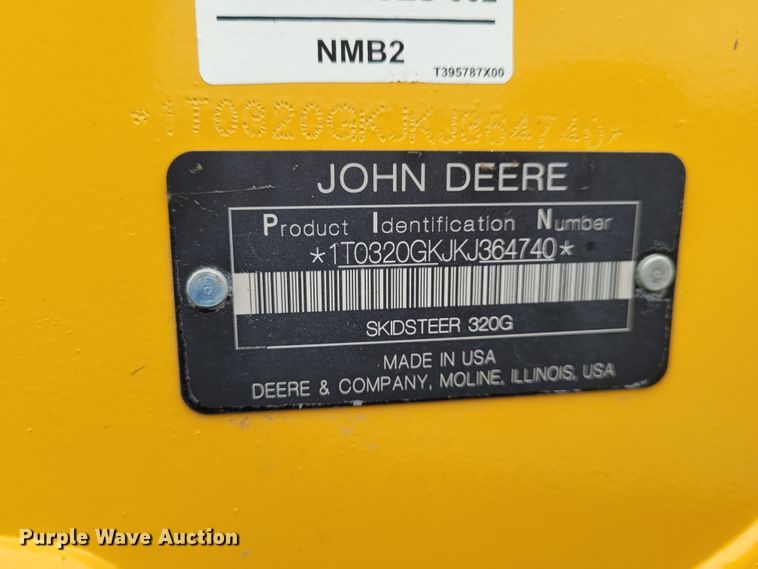 NMB2
T395787X00
*1T0320GKJKJ364740*
JOHN DEERE
Product Identification Number
*1T0320GKJKJ364740*
SKIDSTEER 320G
MADE IN USA
DEERE & COMPANY, MOLINE, ILLINOIS, USA
Purple Wave Auction